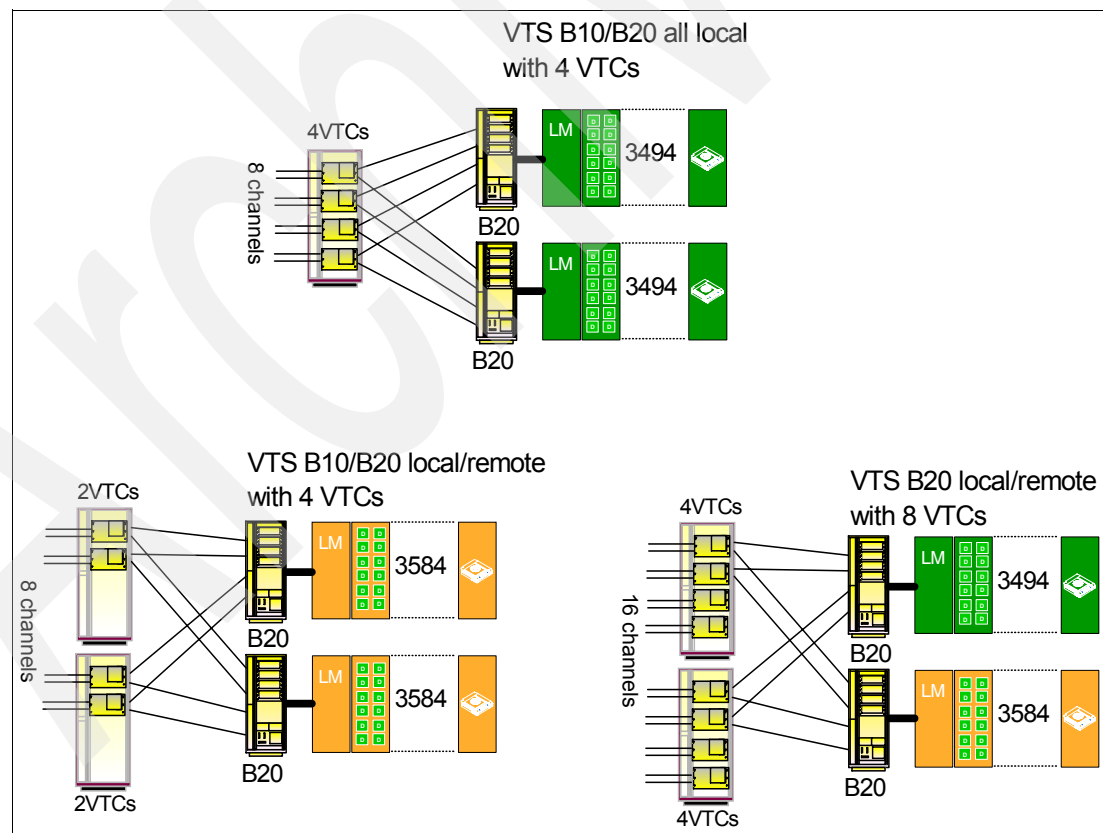 VTS B10/B20 all local
with 4 VTCs
4VTCs
8 channels
LM
3494
B20
LM
3494
B20
VTS B10/B20 local/remote
with 4 VTCs
2VTCs
8 channels
LM
3584
B20
LM
3584
B20
2VTCs
VTS B20 local/remote
with 8 VTCs
4VTCs
16 channels
LM
3494
B20
LM
3584
B20
4VTCs